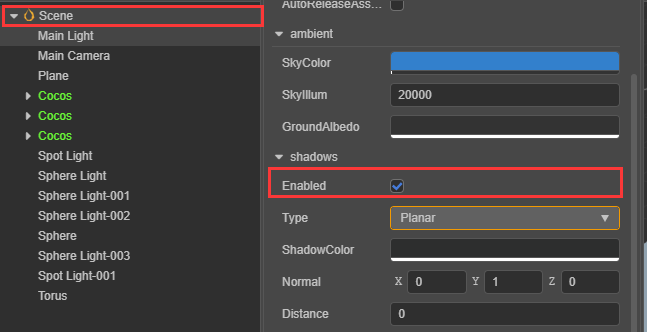 Scene
Main Light
Main Camera
Plane
Cocos
Cocos
Cocos
Spot Light
Sphere Light
Sphere Light-001
Sphere Light-002
Sphere
Sphere Light-003
Spot Light-001
Torus
AutoReleaseAss...
ambient
SkyColor
SkyIllum 20000
GroundAlbedo
shadows
Enabled
Type Planar
ShadowColor
Normal X 0 Y 1 Z 0
Distance 0